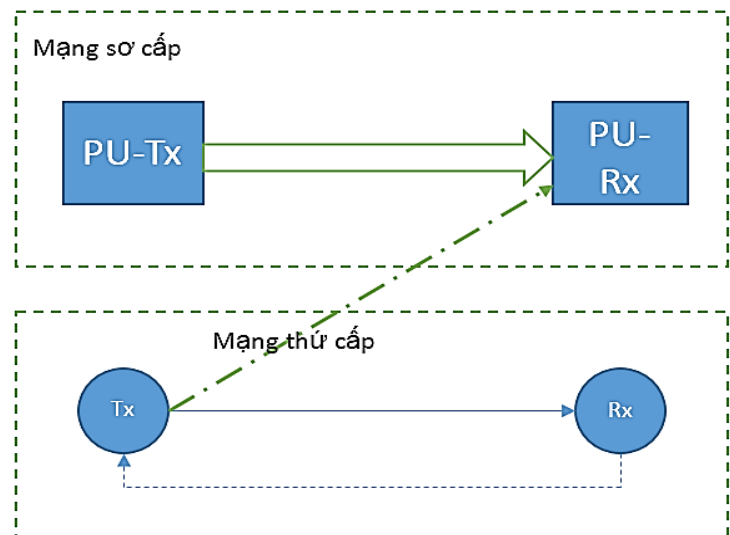 Mạng sơ cấp
PU-Tx
PU-
Rx
Mạng thứ cấp
Tx
Rx